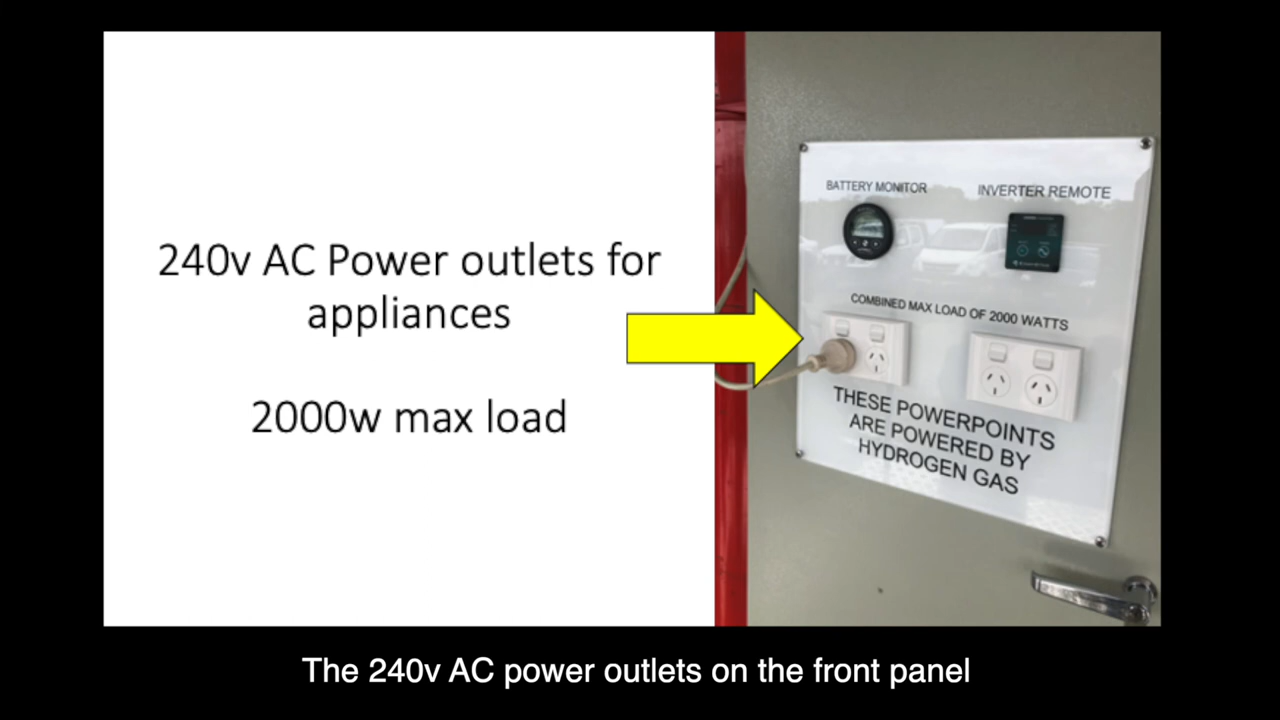 240v AC Power outlets for
appliances
2000w max load
BATTERY MONITOR
INVERTER REMOTE
COMBINED MAX LOAD OF 2000 WATTS
THESE POWERPOINTS
ARE POWERED BY
HYDROGEN GAS
The 240v AC power outlets on the front panel